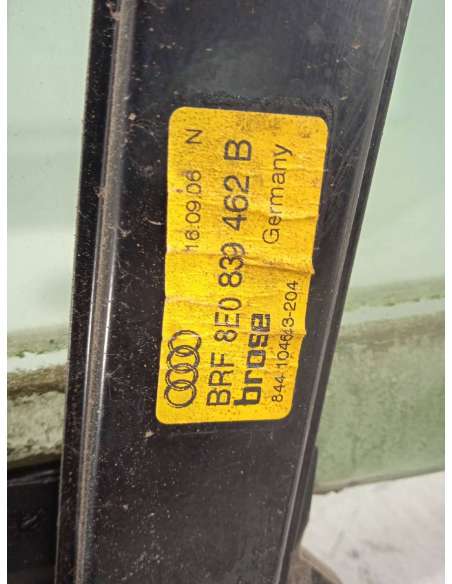 16.09.06 N
BRF 8E0 839 462 B
brose Germany
844-104643-204